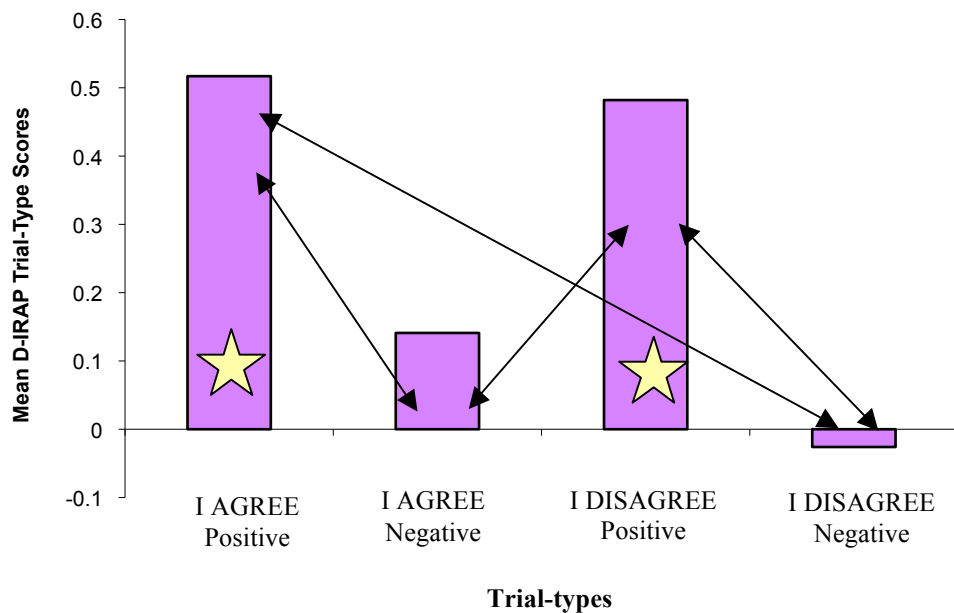 Mean D-IRAP Trial-Type Scores
0.6
0.5
0.4
0.3
0.2
0.1
0
-0.1
I AGREE
Positive
I AGREE
Negative
I DISAGREE
Positive
I DISAGREE
Negative
Trial-types